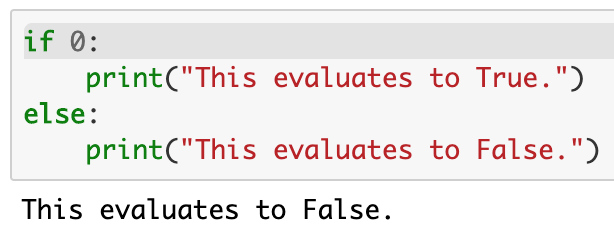 if 0:
    print("This evaluates to True.")
else:
    print("This evaluates to False.")
This evaluates to False.